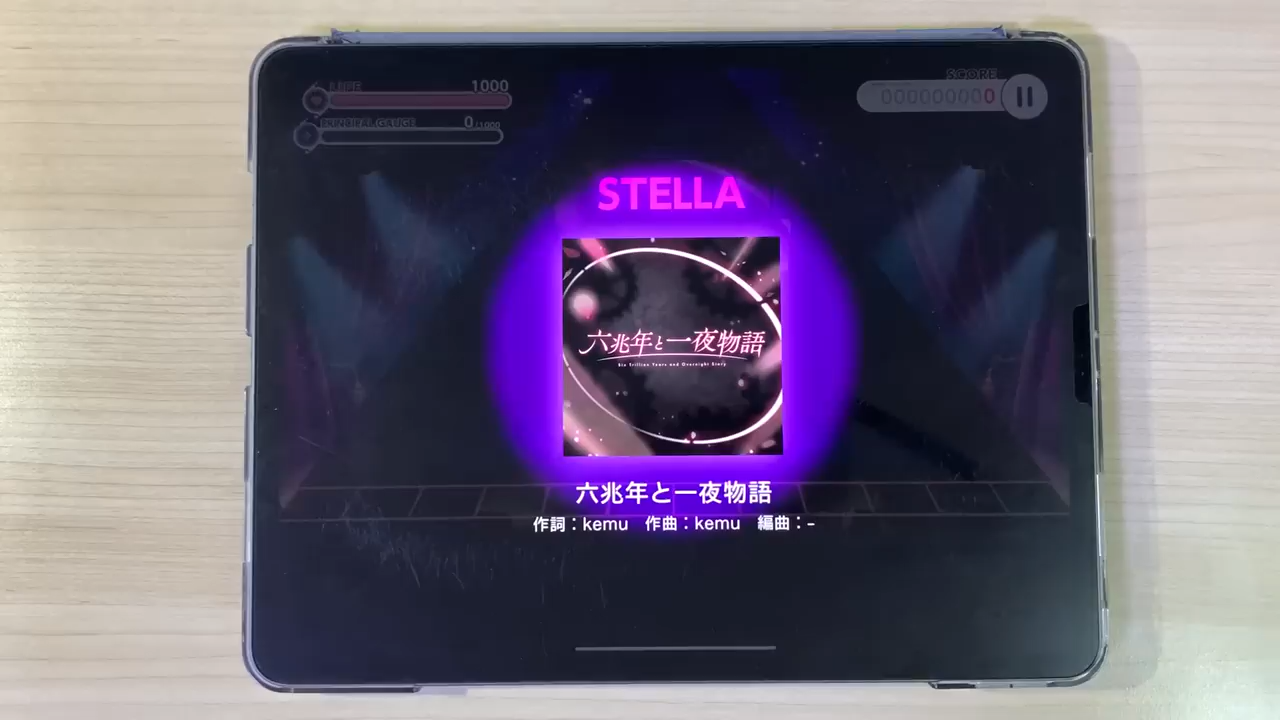 LIFE 1000
0/1000
SCORE
000000000
STELLA
六兆年と一夜物語
Six Trillion Years and Overnight Story
六兆年と一夜物語
作詞：kemu 作曲：kemu 編曲：-